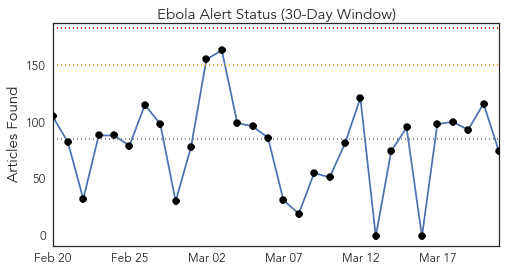 Ebola Alert Status (30-Day Window)
Articles Found
150
100
50
0
Feb 20 Feb 25 Mar 02 Mar 07 Mar 12 Mar 17